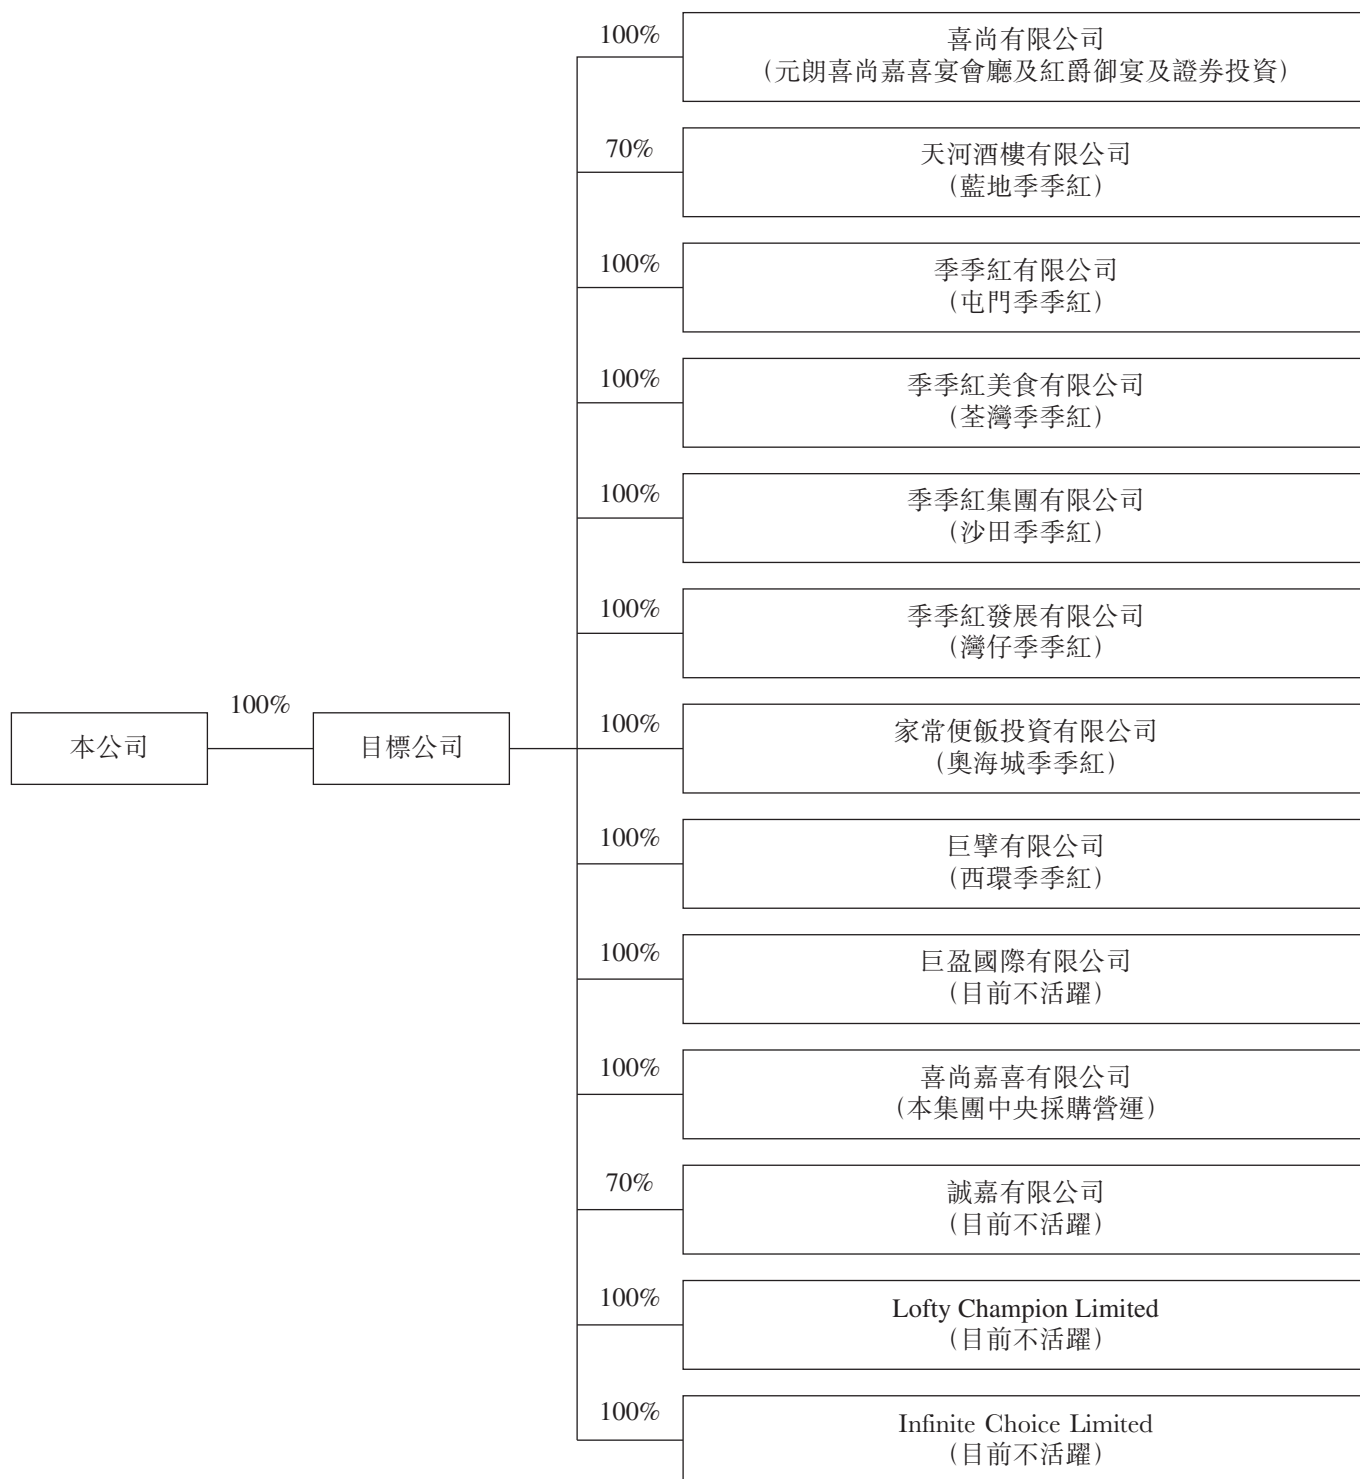 100%
喜尚有限公司
（元朗喜尚嘉喜宴會廳及紅爵御宴及證券投資）
70%
天河酒樓有限公司
（藍地季季紅）
100%
季季紅有限公司
（屯門季季紅）
100%
季季紅美食有限公司
（荃灣季季紅）
100%
季季紅集團有限公司
（沙田季季紅）
100%
季季紅發展有限公司
（灣仔季季紅）
本公司
100%
目標公司
100%
家常便飯投資有限公司
（奧海城季季紅）
100%
巨擘有限公司
（西環季季紅）
100%
巨盈國際有限公司
（目前不活躍）
100%
喜尚嘉喜有限公司
（本集團中央採購營運）
70%
誠嘉有限公司
（目前不活躍）
100%
Lofty Champion Limited
（目前不活躍）
100%
Infinite Choice Limited
（目前不活躍）